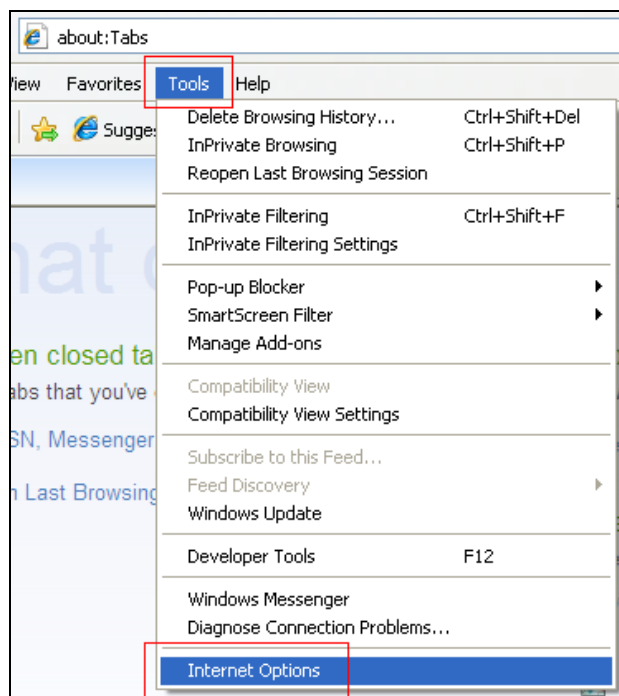 about:Tabs
View Favorites Tools Help
Sugge
Delete Browsing History... Ctrl+Shift+Del
InPrivate Browsing Ctrl+Shift+P
Reopen Last Browsing Session
InPrivate Filtering Ctrl+Shift+F
InPrivate Filtering Settings
hat
Pop-up Blocker
SmartScreen Filter
Manage Add-ons
en closed ta
abs that you've
Compatibility View
Compatibility View Settings
SN, Messenger
Subscribe to this Feed...
Feed Discovery
n Last Browsing
Windows Update
Developer Tools F12
Windows Messenger
Diagnose Connection Problems...
Internet Options